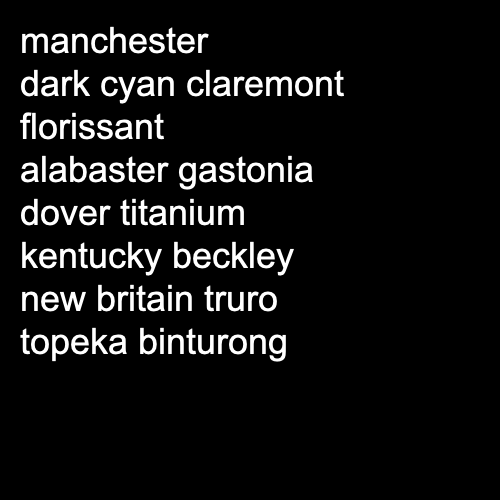 manchester
dark cyan claremont
florissant
alabaster gastonia
dover titanium
kentucky beckley
new britain truro
topeka binturong